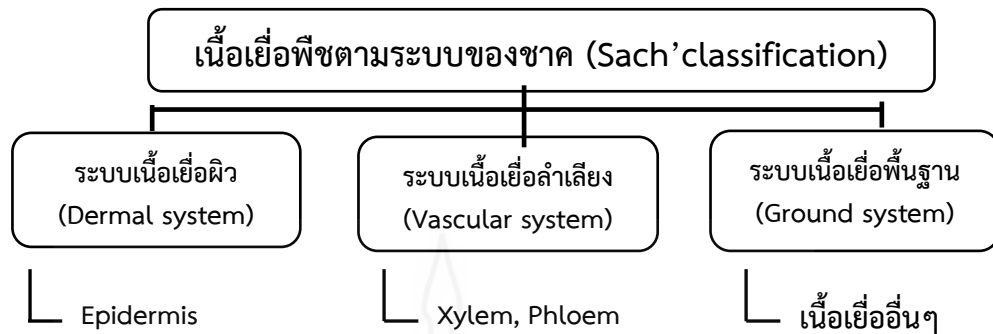 เนื้อเยื่อพืชตามระบบของชาค (Sach’classification)
ระบบเนื้อเยื่อผิว
(Dermal system)
ระบบเนื้อเยื่อลำเลียง
(Vascular system)
ระบบเนื้อเยื่อพื้นฐาน
(Ground system)
Epidermis
Xylem, Phloem
เนื้อเยื่ออื่นๆ